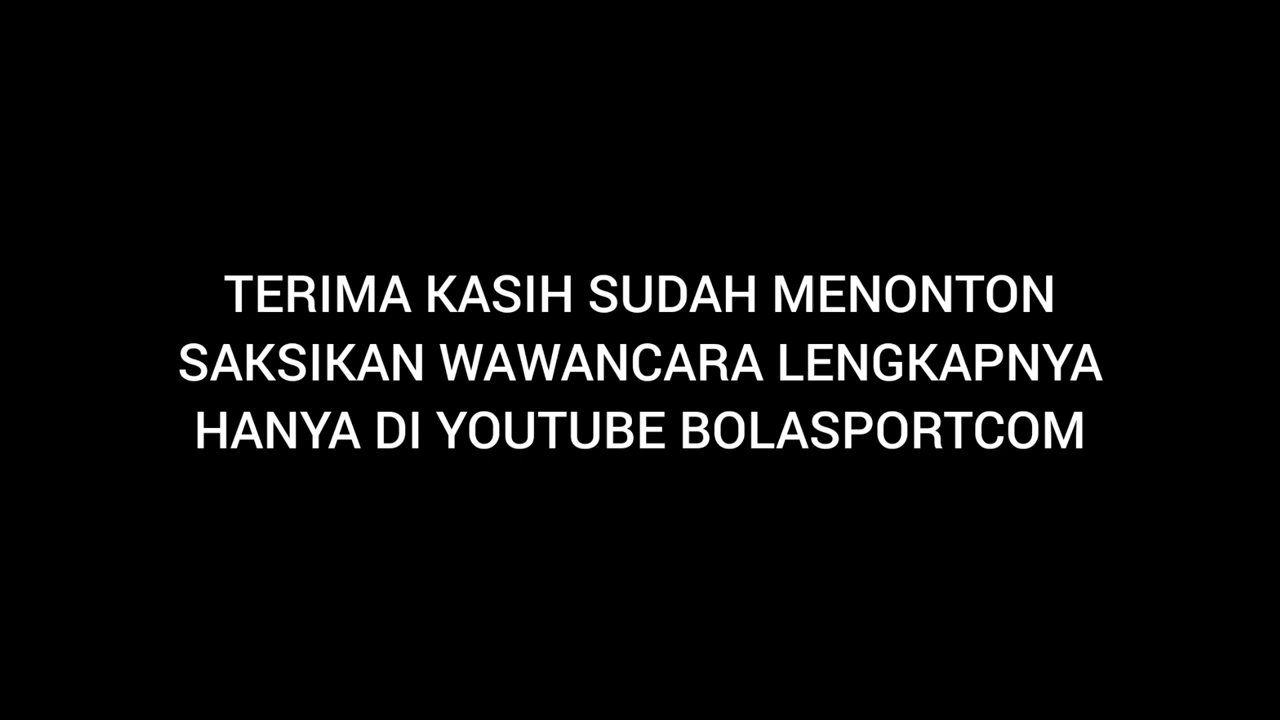 TERIMA KASIH SUDAH MENONTON
SAKSIKAN WAWANCARA LENGKAPNYA
HANYA DI YOUTUBE BOLASPORTCOM